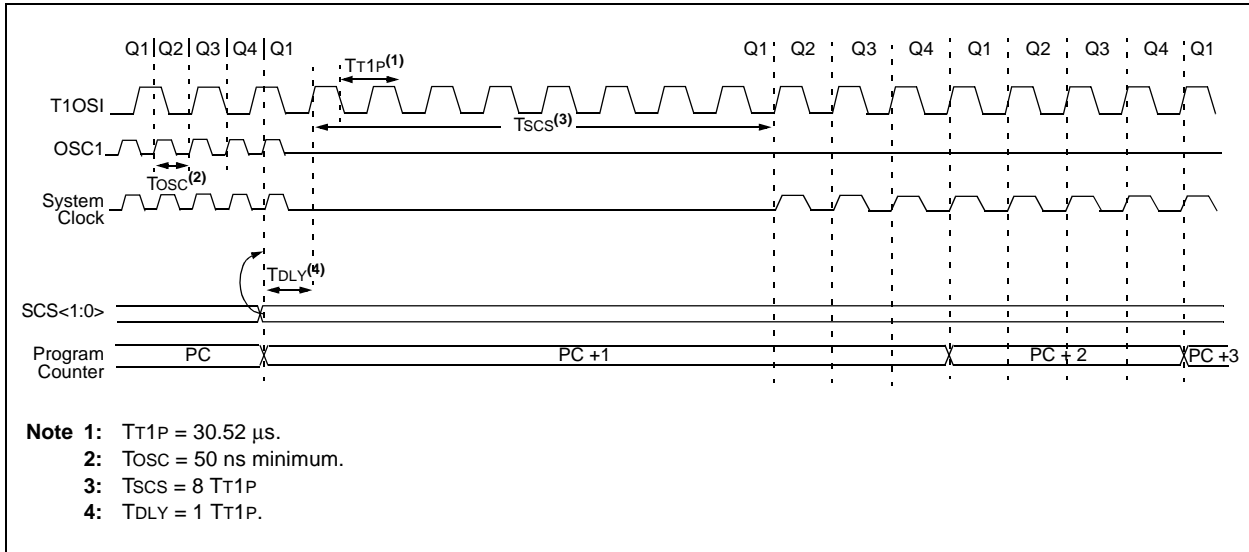 Q1 Q2 Q3 Q4 Q1 Q1 Q2 Q3 Q4 Q1 Q2 Q3 Q4 Q1
TT1P(1)
T1OSI
TSCS(3)
OSC1
TOSC(2)
System
Clock
TDLY(4)
SCS<1:0>
Program
Counter
PC PC +1 PC + 2 PC +3
Note 1: TT1P = 30.52 μs.
2: TOSC = 50 ns minimum.
3: TSCS = 8 TT1P
4: TDLY = 1 TT1P.